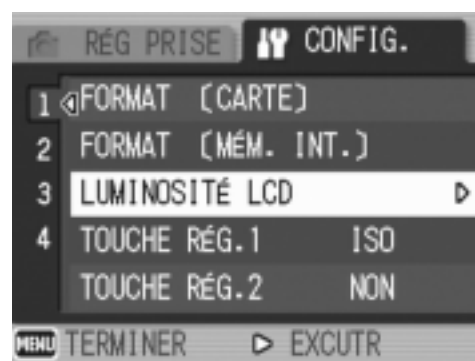 RÉG PRISE CONFIG.
1 FORMAT [CARTE]
2 FORMAT [MÉM. INT.]
3 LUMINOSITÉ LCD
4 TOUCHE RÉG.1 ISO
TOUCHE RÉG.2 NON
MENU TERMINER EXCUTR